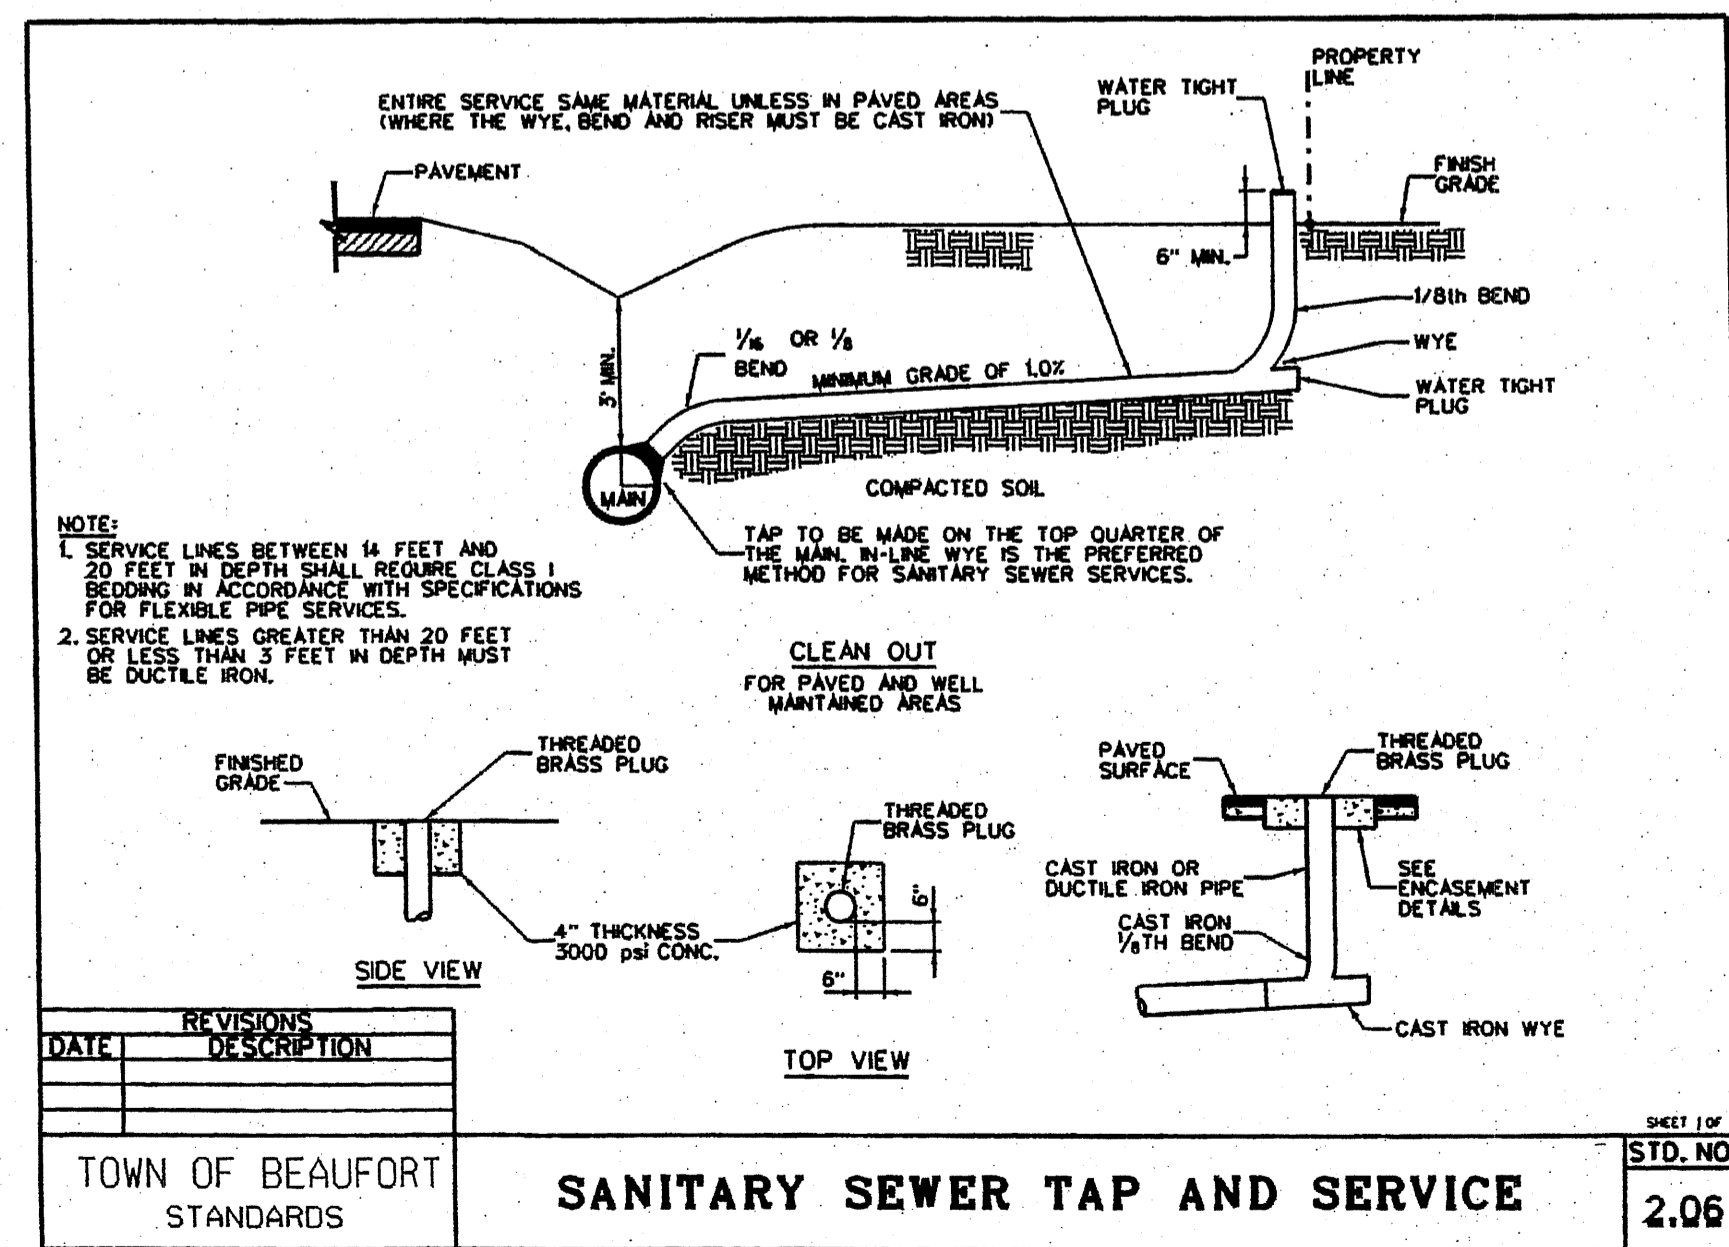 PROPERTY
LINE
WATER TIGHT
PLUG
ENTIRE SERVICE SAME MATERIAL UNLESS IN PAVED AREAS
(WHERE THE WYE, BEND AND RISER MUST BE CAST IRON)
PAVEMENT
FINISH
GRADE
6" MIN.
1/8th BEND
1/16 OR 1/8
BEND
WYE
3' MIN.
MINIMUM GRADE OF 1.0%
WATER TIGHT
PLUG
MAIN
COMPACTED SOIL
TAP TO BE MADE ON THE TOP QUARTER OF
THE MAIN. IN-LINE WYE IS THE PREFERRED
METHOD FOR SANITARY SEWER SERVICES.
NOTE:
1. SERVICE LINES BETWEEN 14 FEET AND
20 FEET IN DEPTH SHALL REQUIRE CLASS I
BEDDING IN ACCORDANCE WITH SPECIFICATIONS
FOR FLEXIBLE PIPE SERVICES.
2. SERVICE LINES GREATER THAN 20 FEET
OR LESS THAN 3 FEET IN DEPTH MUST
BE DUCTILE IRON.
CLEAN OUT
FOR PAVED AND WELL
MAINTAINED AREAS
FINISHED
GRADE
THREADED
BRASS PLUG
4" THICKNESS
3000 psi CONC.
SIDE VIEW
THREADED
BRASS PLUG
6"
6"
TOP VIEW
PAVED
SURFACE
THREADED
BRASS PLUG
CAST IRON OR
DUCTILE IRON PIPE
SEE
ENCASEMENT
DETAILS
CAST IRON
1/8TH BEND
CAST IRON WYE
REVISIONS
DATE DESCRIPTION
TOWN OF BEAUFORT
STANDARDS
SANITARY SEWER TAP AND SERVICE
SHEET 1 OF
STD. NO
2.06